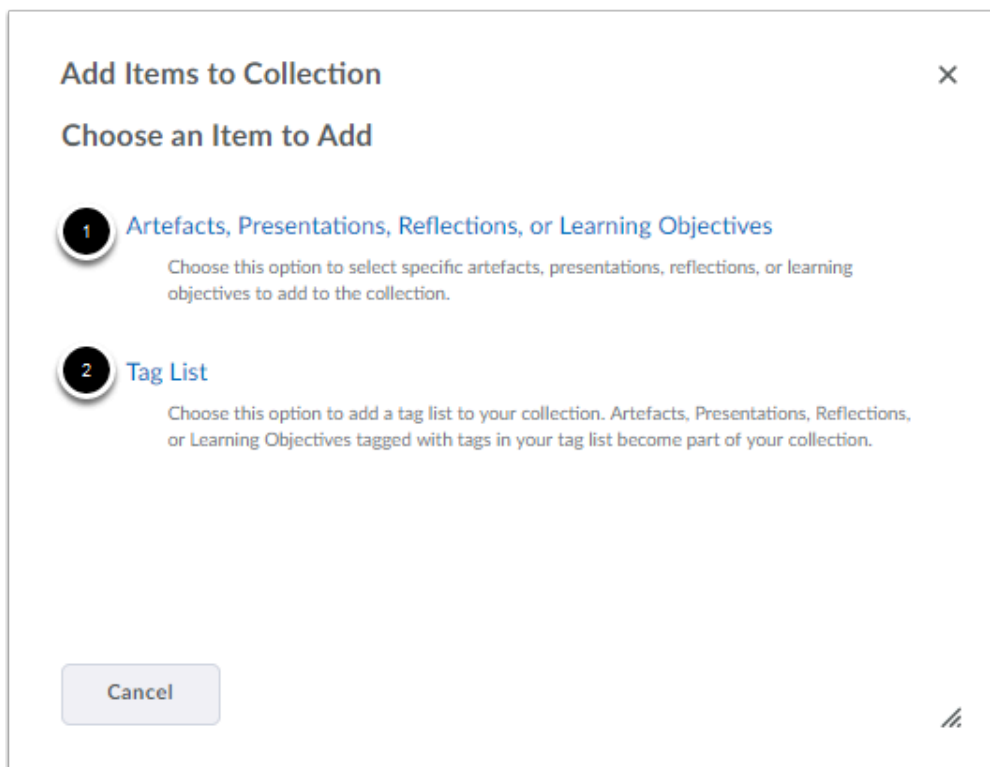 Add Items to Collection
Choose an Item to Add
1 Artefacts, Presentations, Reflections, or Learning Objectives
Choose this option to select specific artefacts, presentations, reflections, or learning
objectives to add to the collection.
2 Tag List
Choose this option to add a tag list to your collection. Artefacts, Presentations, Reflections,
or Learning Objectives tagged with tags in your tag list become part of your collection.
Cancel